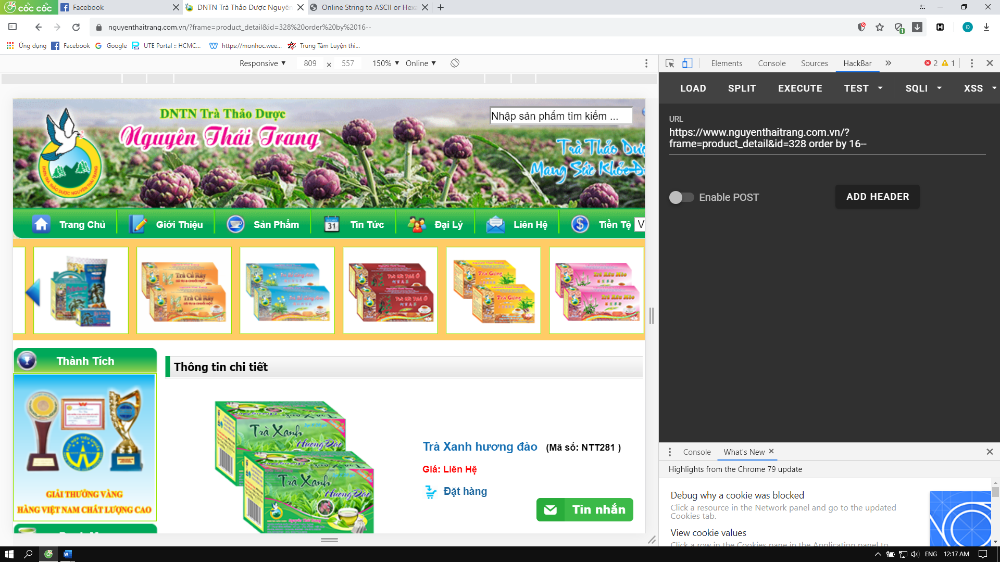 cốc cốc
Facebook
DNTN Trà Thảo Dược Nguyên
Online String to ASCII or Hexa
nguyenthaitrang.com.vn/?frame=product_detail&id=328%20order%20by%2016--
Ứng dụng
Facebook
Google
UTE Portal :: HCMC...
https://monhoc.wee...
Trung Tâm Luyện thi...
Responsive
809 × 557
150%
Online
Elements
Console
Sources
HackBar
2
1
LOAD
SPLIT
EXECUTE
TEST
SQLI
XSS
URL
https://www.nguyenthaitrang.com.vn/?
frame=product_detail&id=328 order by 16--
Enable POST
ADD HEADER
DNTN Trà Thảo Dược
Nguyên Thái Trang
Nhập sản phẩm tìm kiếm ...
Trà Thảo Dượ
Mang Sức Khỏe Đ
Trang Chủ
Giới Thiệu
Sản Phẩm
31
Tin Tức
Đại Lý
Liên Hệ
Tiền Tệ
V
Thành Tích
GIẢI THƯỞNG VÀNG
HÀNG VIỆT NAM CHẤT LƯỢNG CAO
Thông tin chi tiết
Trà Xanh
Hương Đào
Trà Xanh
Hương Đào
Nguyên Thái Trang
Trà Xanh hương đào (Mã số: NTT281 )
Giá: Liên Hệ
Đặt hàng
Tin nhắn
Console
What's New
Highlights from the Chrome 79 update
Debug why a cookie was blocked
Click a resource in the Network panel and go to the updated
Cookies tab.
View cookie values
Click a row in the Cookies pane in the Application panel to
ENG
12:17 AM